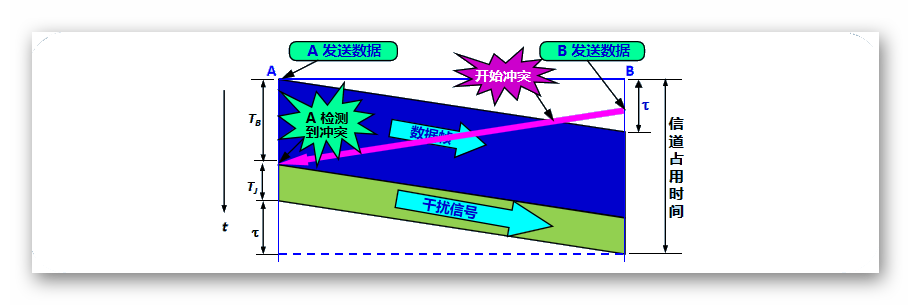 A 发送数据
B 发送数据
A
开始冲突
B
τ
T_B
A 检测
到冲突
数据帧
信道占用时间
T_J
干扰信号
t
τ